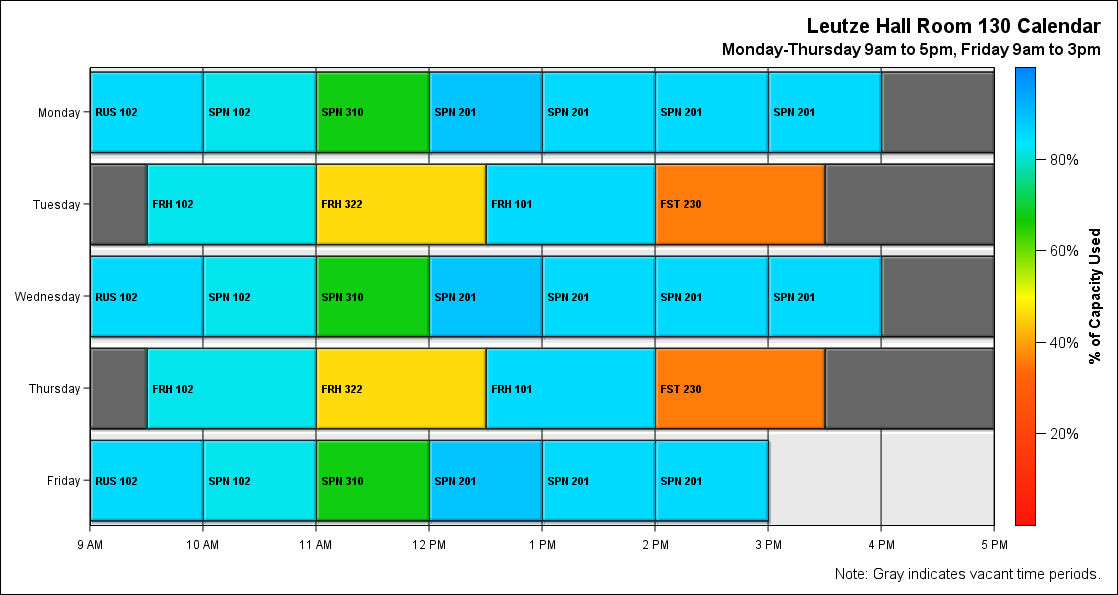 Leutze Hall Room 130 Calendar
Monday-Thursday 9am to 5pm, Friday 9am to 3pm
Monday RUS 102 SPN 102 SPN 310 SPN 201 SPN 201 SPN 201 SPN 201
Tuesday FRH 102 FRH 322 FRH 101 FST 230
Wednesday RUS 102 SPN 102 SPN 310 SPN 201 SPN 201 SPN 201 SPN 201
Thursday FRH 102 FRH 322 FRH 101 FST 230
Friday RUS 102 SPN 102 SPN 310 SPN 201 SPN 201 SPN 201
9 AM 10 AM 11 AM 12 PM 1 PM 2 PM 3 PM 4 PM 5 PM
80%
60%
40%
20%
% of Capacity Used
Note: Gray indicates vacant time periods.